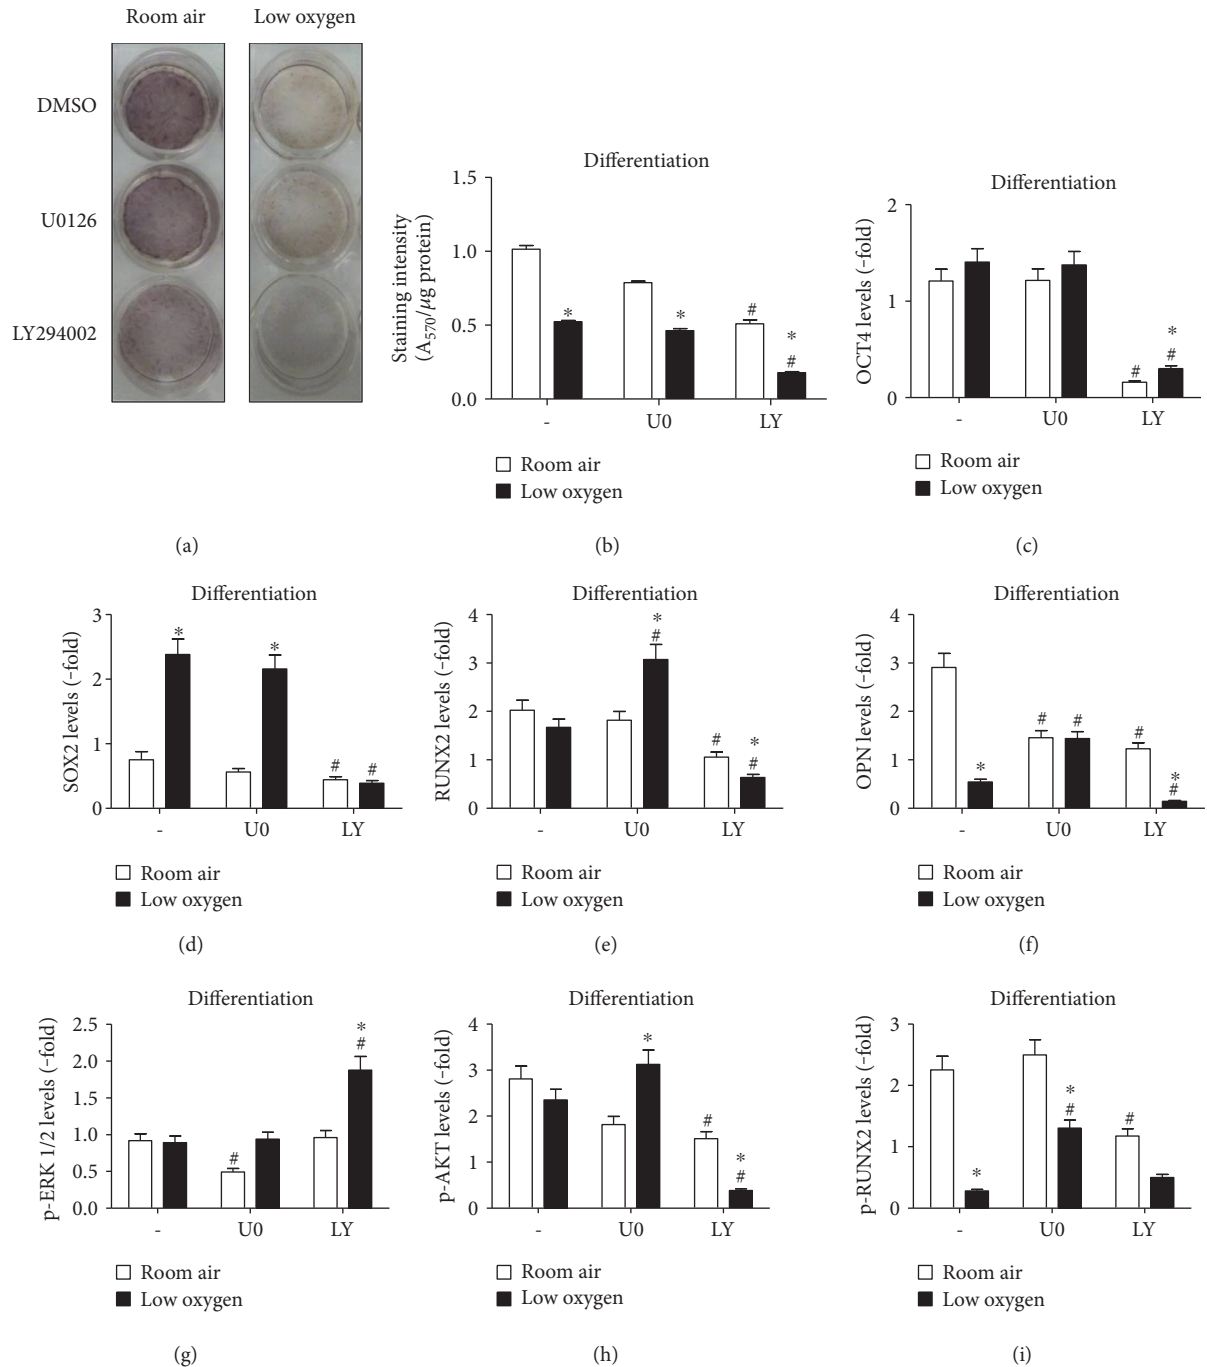 Room air Low oxygen
DMSO
U0126
LY294002
(a)
Differentiation
Staining intensity
(A570/μg protein)
1.5
1.0
0.5
0.0
*
*
#
*
#
- U0 LY
Room air
Low oxygen
(b)
Differentiation
OCT4 levels (-fold)
2
1
0
#
*
#
- U0 LY
Room air
Low oxygen
(c)
Differentiation
SOX2 levels (-fold)
3
2
1
0
*
*
# #
- U0 LY
Room air
Low oxygen
(d)
Differentiation
RUNX2 levels (-fold)
4
3
2
1
0
*
#
#
*
#
- U0 LY
Room air
Low oxygen
(e)
Differentiation
OPN levels (-fold)
4
3
2
1
0
*
# # #
*
#
- U0 LY
Room air
Low oxygen
(f)
Differentiation
p-ERK 1/2 levels (-fold)
2.5
2.0
1.5
1.0
0.5
0.0
#
*
#
- U0 LY
Room air
Low oxygen
(g)
Differentiation
p-AKT levels (-fold)
4
3
2
1
0
*
#
*
#
- U0 LY
Room air
Low oxygen
(h)
Differentiation
p-RUNX2 levels (-fold)
3
2
1
0
*
*
#
#
- U0 LY
Room air
Low oxygen
(i)